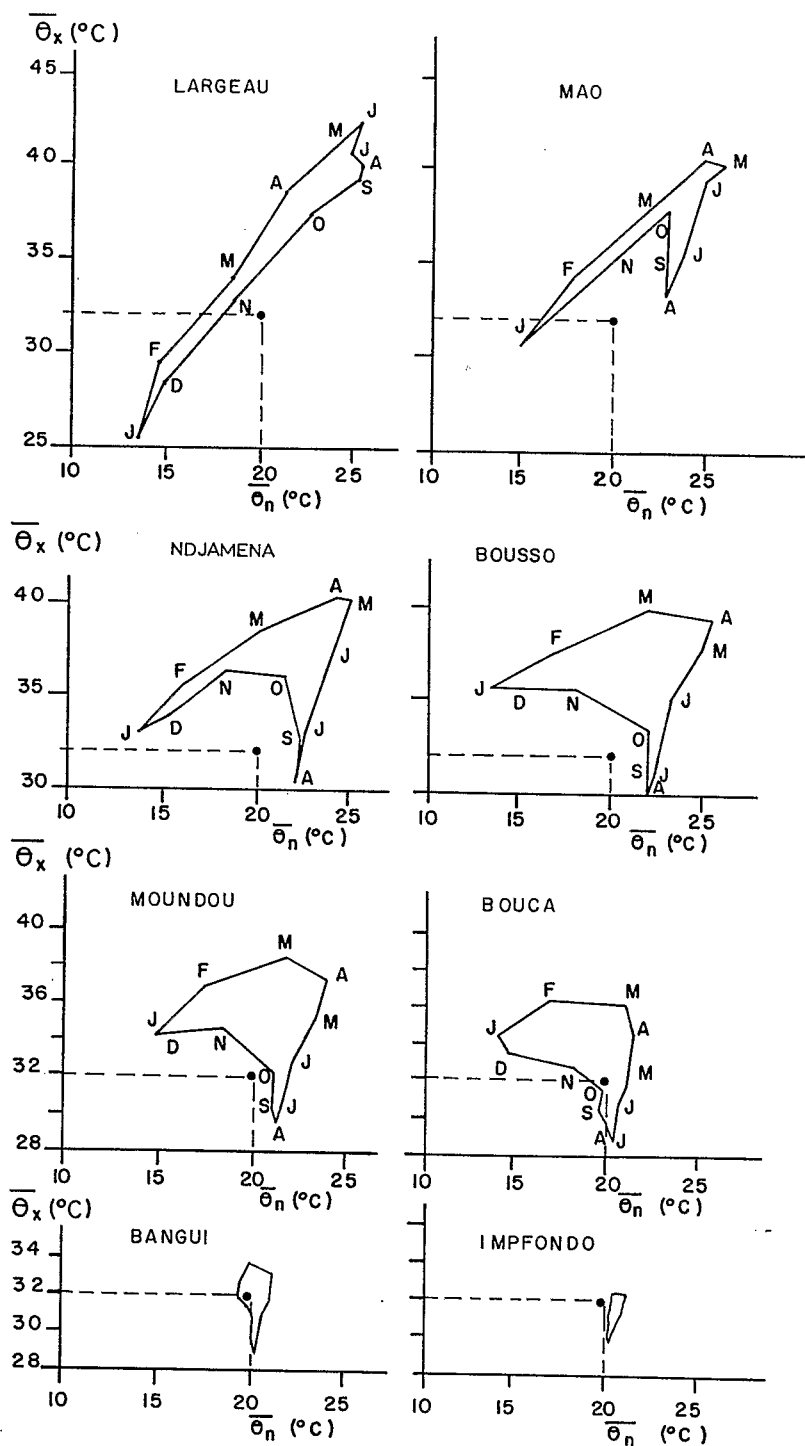 θx (°C)
LARGEAU
MAO
45
40
35
30
25
J
M
J
A
A
S
O
M
N
F
D
J
A
M
J
M
O
F
N
S
J
J
A
10 15 20 25
θn (°C)
10 15 20 25
θn (°C)
θx (°C)
NDJAMENA
BOUSSO
40
35
30
A
M
M
J
F
N
O
J
D
S
J
A
M
A
M
F
J
J
D
N
O
S
J
A
10 15 20 25
θn (°C)
10 15 20 25
θn (°C)
θx (°C)
MOUNDOU
BOUCA
40
36
32
28
M
F
A
J
M
D
N
O
J
S
J
A
F
M
J
A
D
N
M
O
S
J
A
J
10 15 20 25
θn (°C)
10 15 20 25
θn (°C)
θx (°C)
BANGUI
IMPFONDO
34
32
30
28
10 15 20 25
θn (°C)
10 15 20 25
θn (°C)